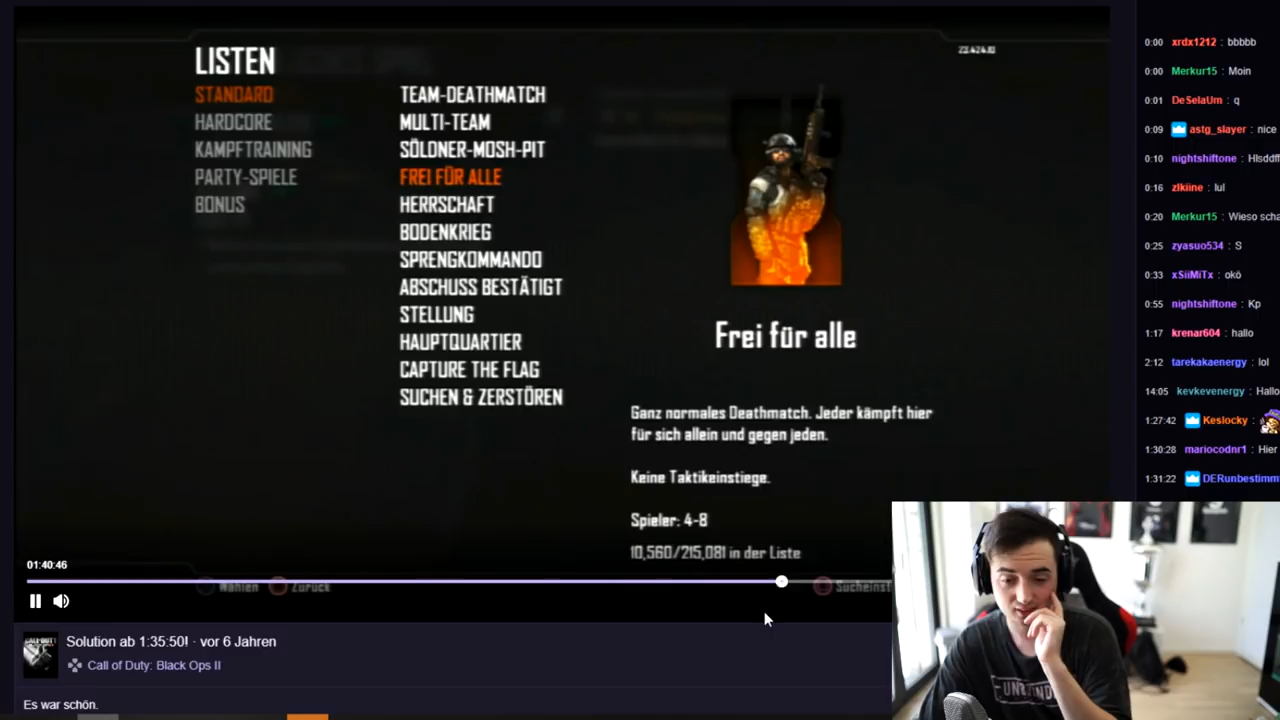 LISTEN
23.424.10
STANDARD
HARDCORE
KAMPFTRAINING
PARTY-SPIELE
BONUS
TEAM-DEATHMATCH
MULTI-TEAM
SÖLDNER-MOSH-PIT
FREI FÜR ALLE
HERRSCHAFT
BODENKRIEG
SPRENGKOMMANDO
ABSCHUSS BESTÄTIGT
STELLUNG
HAUPTQUARTIER
CAPTURE THE FLAG
SUCHEN & ZERSTÖREN
Frei für alle
Ganz normales Deathmatch. Jeder kämpft hier
für sich allein und gegen jeden.
Keine Taktikeinstiege.
Spieler: 4-8
10,560/215,081 in der Liste
01:40:46
Wählen Zurück
Solution ab 1:35:50! · vor 6 Jahren
Call of Duty: Black Ops II
Es war schön.
0:00 xrdx1212 : bbbbb
0:00 Merkur15 : Moin
0:01 DeSelaUm : q
0:09 astg_slayer : nice
0:10 nightshiftone : Hlsddff
0:16 zlkiine : lul
0:20 Merkur15 : Wieso scha
0:25 zyasuo534 : S
0:33 xSiiMiTx : okö
0:55 nightshiftone : Kp
1:17 krenar604 : hallo
2:12 tarekakaenergy : lol
14:05 kevkevenergy : Hallo
1:27:42 Keslocky :
1:30:28 mariocodnr1 : Hier
1:31:22 DERunbestimm